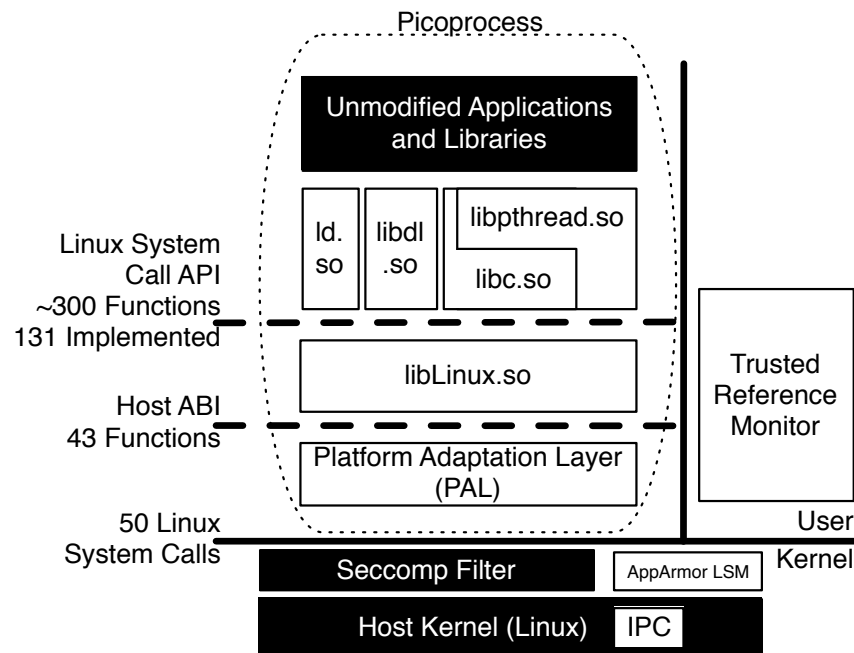 Picoprocess
Unmodified Applications
and Libraries
ld.
so
libdl
.so
libpthread.so
libc.so
Linux System
Call API
~300 Functions
131 Implemented
libLinux.so
Host ABI
43 Functions
Platform Adaptation Layer
(PAL)
Trusted
Reference
Monitor
50 Linux
System Calls
User
Kernel
Seccomp Filter
AppArmor LSM
Host Kernel (Linux)
IPC